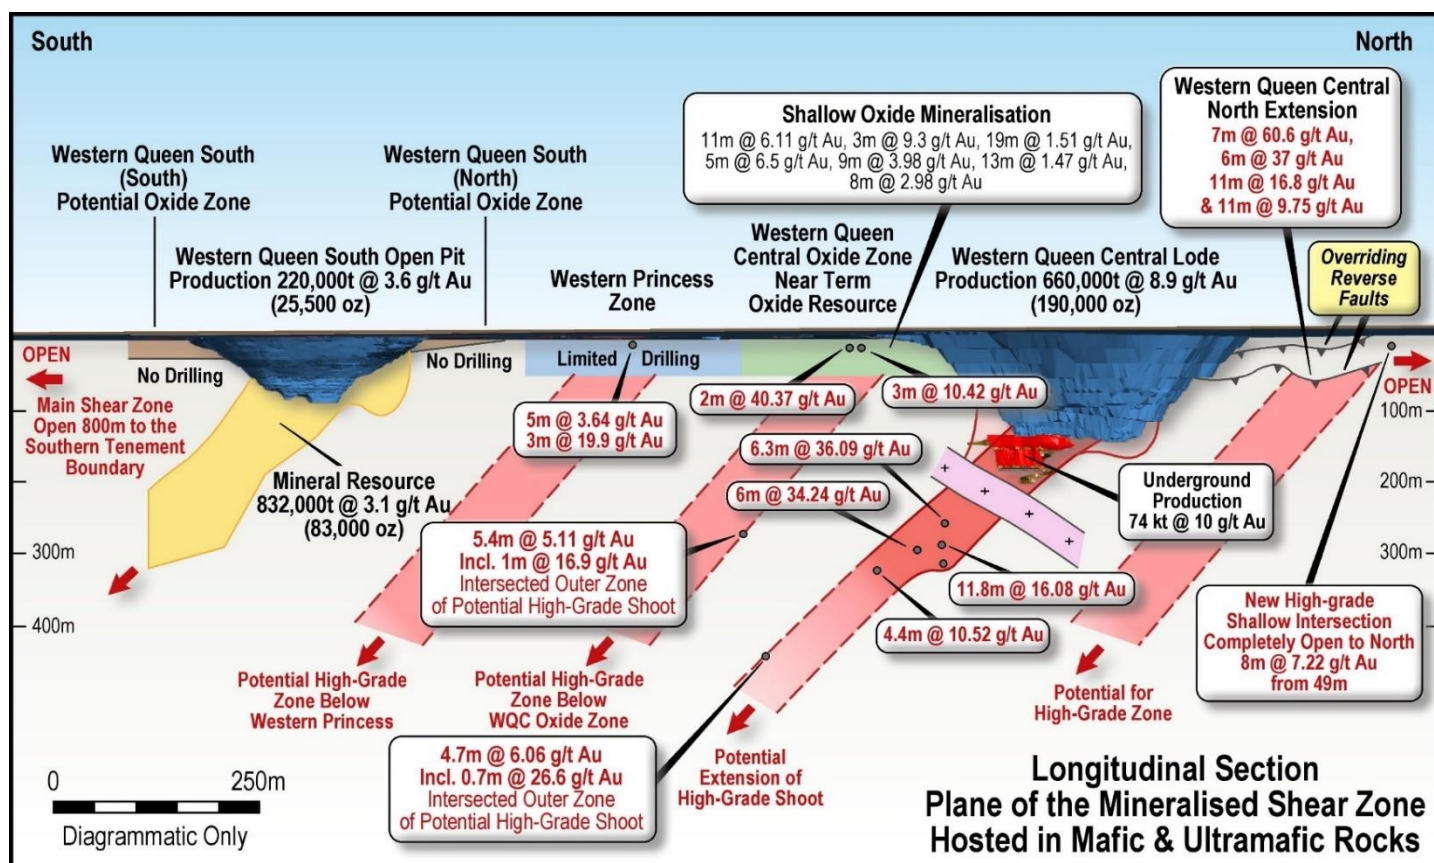 South
North
Western Queen South
(South)
Potential Oxide Zone
Western Queen South
(North)
Potential Oxide Zone
Shallow Oxide Mineralisation
11m @ 6.11 g/t Au, 3m @ 9.3 g/t Au, 19m @ 1.51 g/t Au,
5m @ 6.5 g/t Au, 9m @ 3.98 g/t Au, 13m @ 1.47 g/t Au,
8m @ 2.98 g/t Au
Western Queen Central
North Extension
7m @ 60.6 g/t Au,
6m @ 37 g/t Au
11m @ 16.8 g/t Au
& 11m @ 9.75 g/t Au
Western Queen South Open Pit
Production 220,000t @ 3.6 g/t Au
(25,500 oz)
Western Princess
Zone
Western Queen
Central Oxide Zone
Near Term
Oxide Resource
Western Queen Central Lode
Production 660,000t @ 8.9 g/t Au
(190,000 oz)
Overriding
Reverse
Faults
OPEN
No Drilling
No Drilling
Limited Drilling
OPEN
Main Shear Zone
Open 800m to the
Southern Tenement
Boundary
5m @ 3.64 g/t Au
3m @ 19.9 g/t Au
2m @ 40.37 g/t Au
3m @ 10.42 g/t Au
100m
6.3m @ 36.09 g/t Au
Mineral Resource
832,000t @ 3.1 g/t Au
(83,000 oz)
6m @ 34.24 g/t Au
Underground
Production
74 kt @ 10 g/t Au
200m
300m
300m
5.4m @ 5.11 g/t Au
Incl. 1m @ 16.9 g/t Au
Intersected Outer Zone
of Potential High-Grade Shoot
11.8m @ 16.08 g/t Au
4.4m @ 10.52 g/t Au
400m
400m
New High-grade
Shallow Intersection
Completely Open to North
8m @ 7.22 g/t Au
from 49m
Potential High-Grade
Zone Below
Western Princess
Potential High-Grade
Zone Below
WQC Oxide Zone
Potential for
High-Grade Zone
4.7m @ 6.06 g/t Au
Incl. 0.7m @ 26.6 g/t Au
Intersected Outer Zone
of Potential High-Grade Shoot
Potential
Extension of
High-Grade Shoot
0 250m
Diagrammatic Only
Longitudinal Section
Plane of the Mineralised Shear Zone
Hosted in Mafic & Ultramafic Rocks